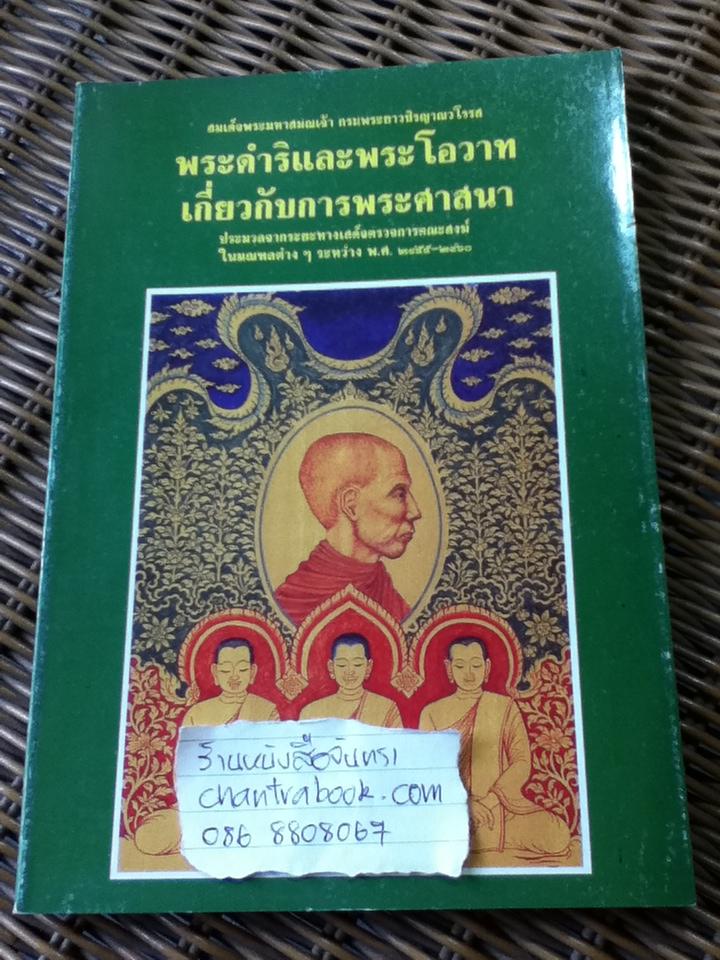 สมเด็จพระมหาสมณเจ้า กรมพระยาวชิรญาณวโรรส
พระดำริและพระโอวาท
เกี่ยวกับการพระศาสนา
ประมวลจากระยะทางเสด็จตรวจการคณะสงฆ์
ในมณฑลต่าง ๆ ระหว่าง พ.ศ. ๒๔๕๕-๒๔๖๐
ร้านหนังสือจันทรา
chantrabook.com
086 8808067